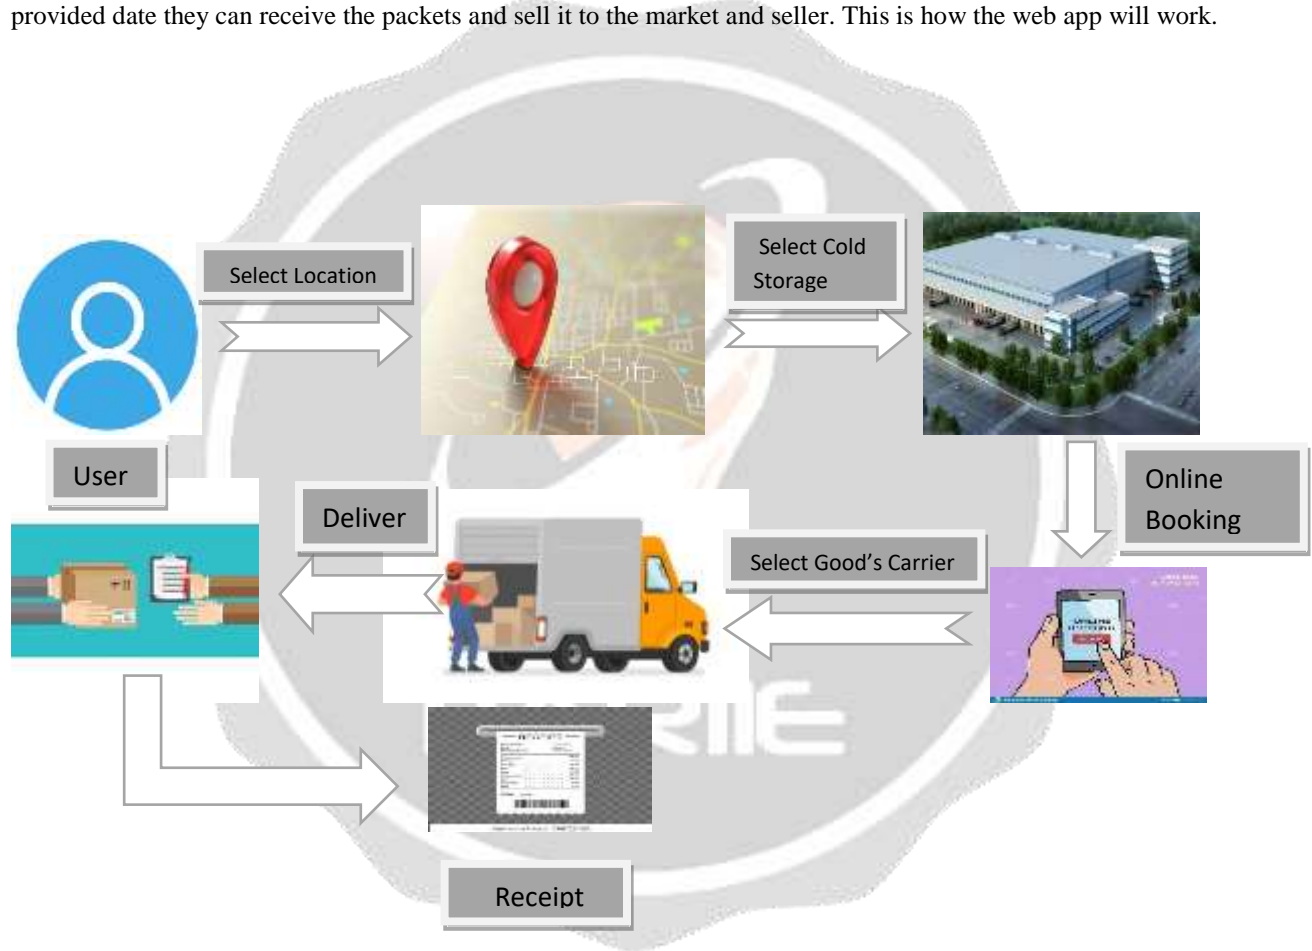 provided date they can receive the packets and sell it to the market and seller. This is how the web app will work.
Select Location
Select Cold
Storage
User
Online
Booking
Deliver
Select Good’s Carrier
Receipt